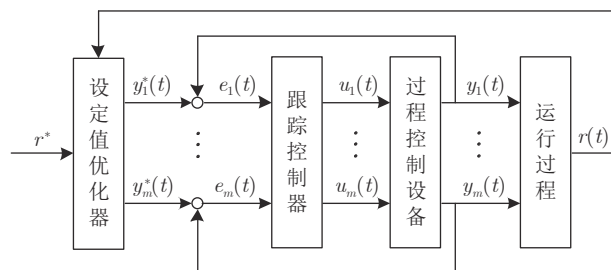 r*
设定值优化器
y₁*(t)
⋮
yₘ*(t)
e₁(t)
eₘ(t)
跟踪控制器
u₁(t)
⋮
uₘ(t)
过程控制设备
y₁(t)
⋮
yₘ(t)
运行过程
r(t)